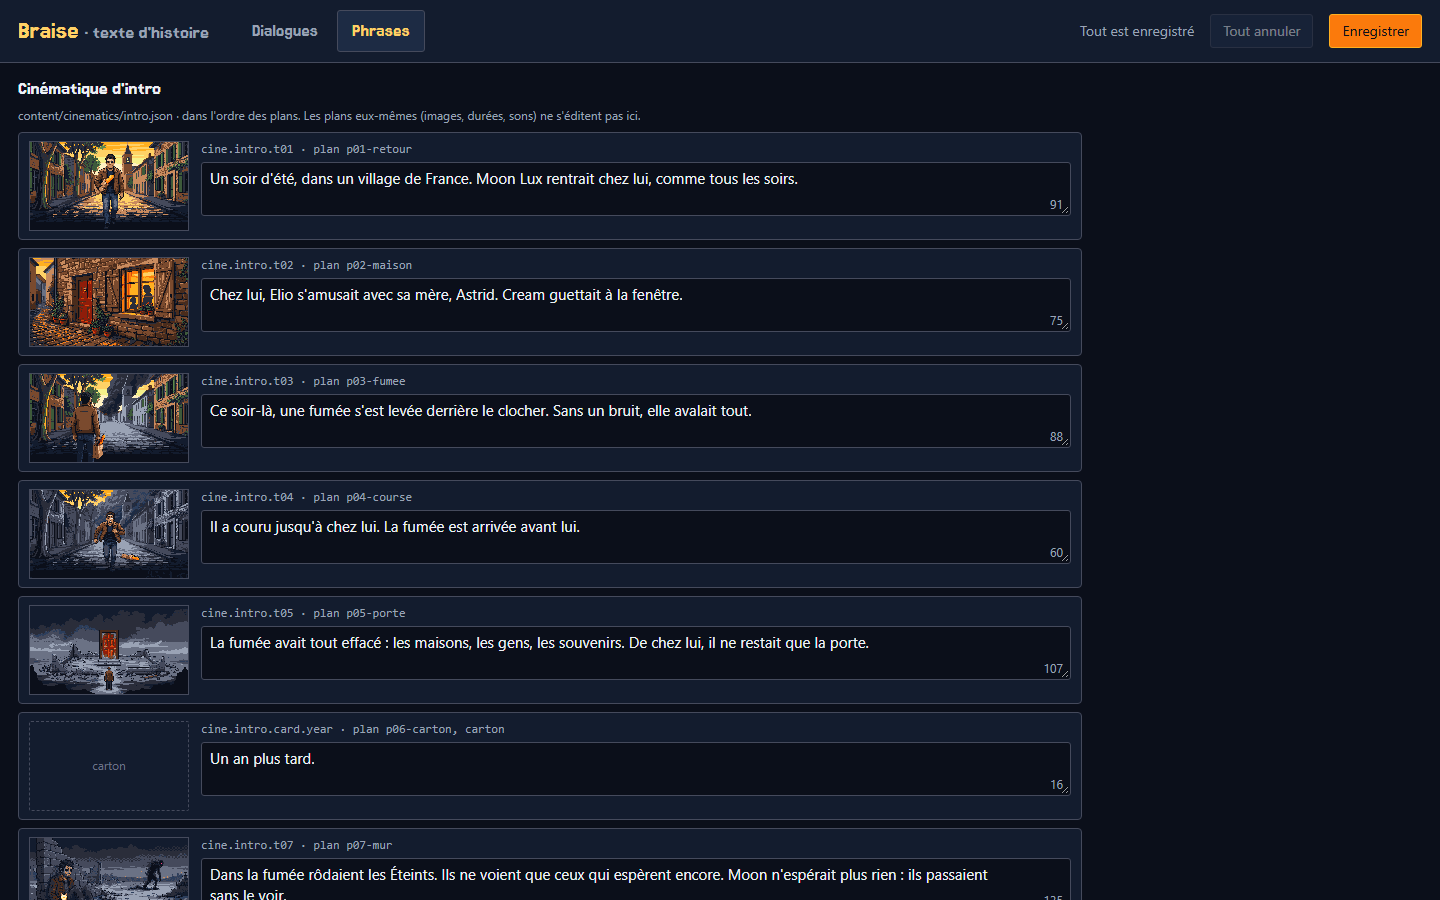 Braise · texte d'histoire
Dialogues
Phrases
Tout est enregistré
Tout annuler
Enregistrer
Cinématique d'intro
content/cinematics/intro.json · dans l'ordre des plans. Les plans eux-mêmes (images, durées, sons) ne s'éditent pas ici.
cine.intro.t01 · plan p01-retour
Un soir d'été, dans un village de France. Moon Lux rentrait chez lui, comme tous les soirs.
91
cine.intro.t02 · plan p02-maison
Chez lui, Elio s'amusait avec sa mère, Astrid. Cream guettait à la fenêtre.
75
cine.intro.t03 · plan p03-fumee
Ce soir-là, une fumée s'est levée derrière le clocher. Sans un bruit, elle avalait tout.
88
cine.intro.t04 · plan p04-course
Il a couru jusqu'à chez lui. La fumée est arrivée avant lui.
60
cine.intro.t05 · plan p05-porte
La fumée avait tout effacé : les maisons, les gens, les souvenirs. De chez lui, il ne restait que la porte.
107
carton
cine.intro.card.year · plan p06-carton, carton
Un an plus tard.
16
cine.intro.t07 · plan p07-mur
Dans la fumée rôdaient les Éteints. Ils ne voient que ceux qui espèrent encore. Moon n'espérait plus rien : ils passaient
sans le voir.